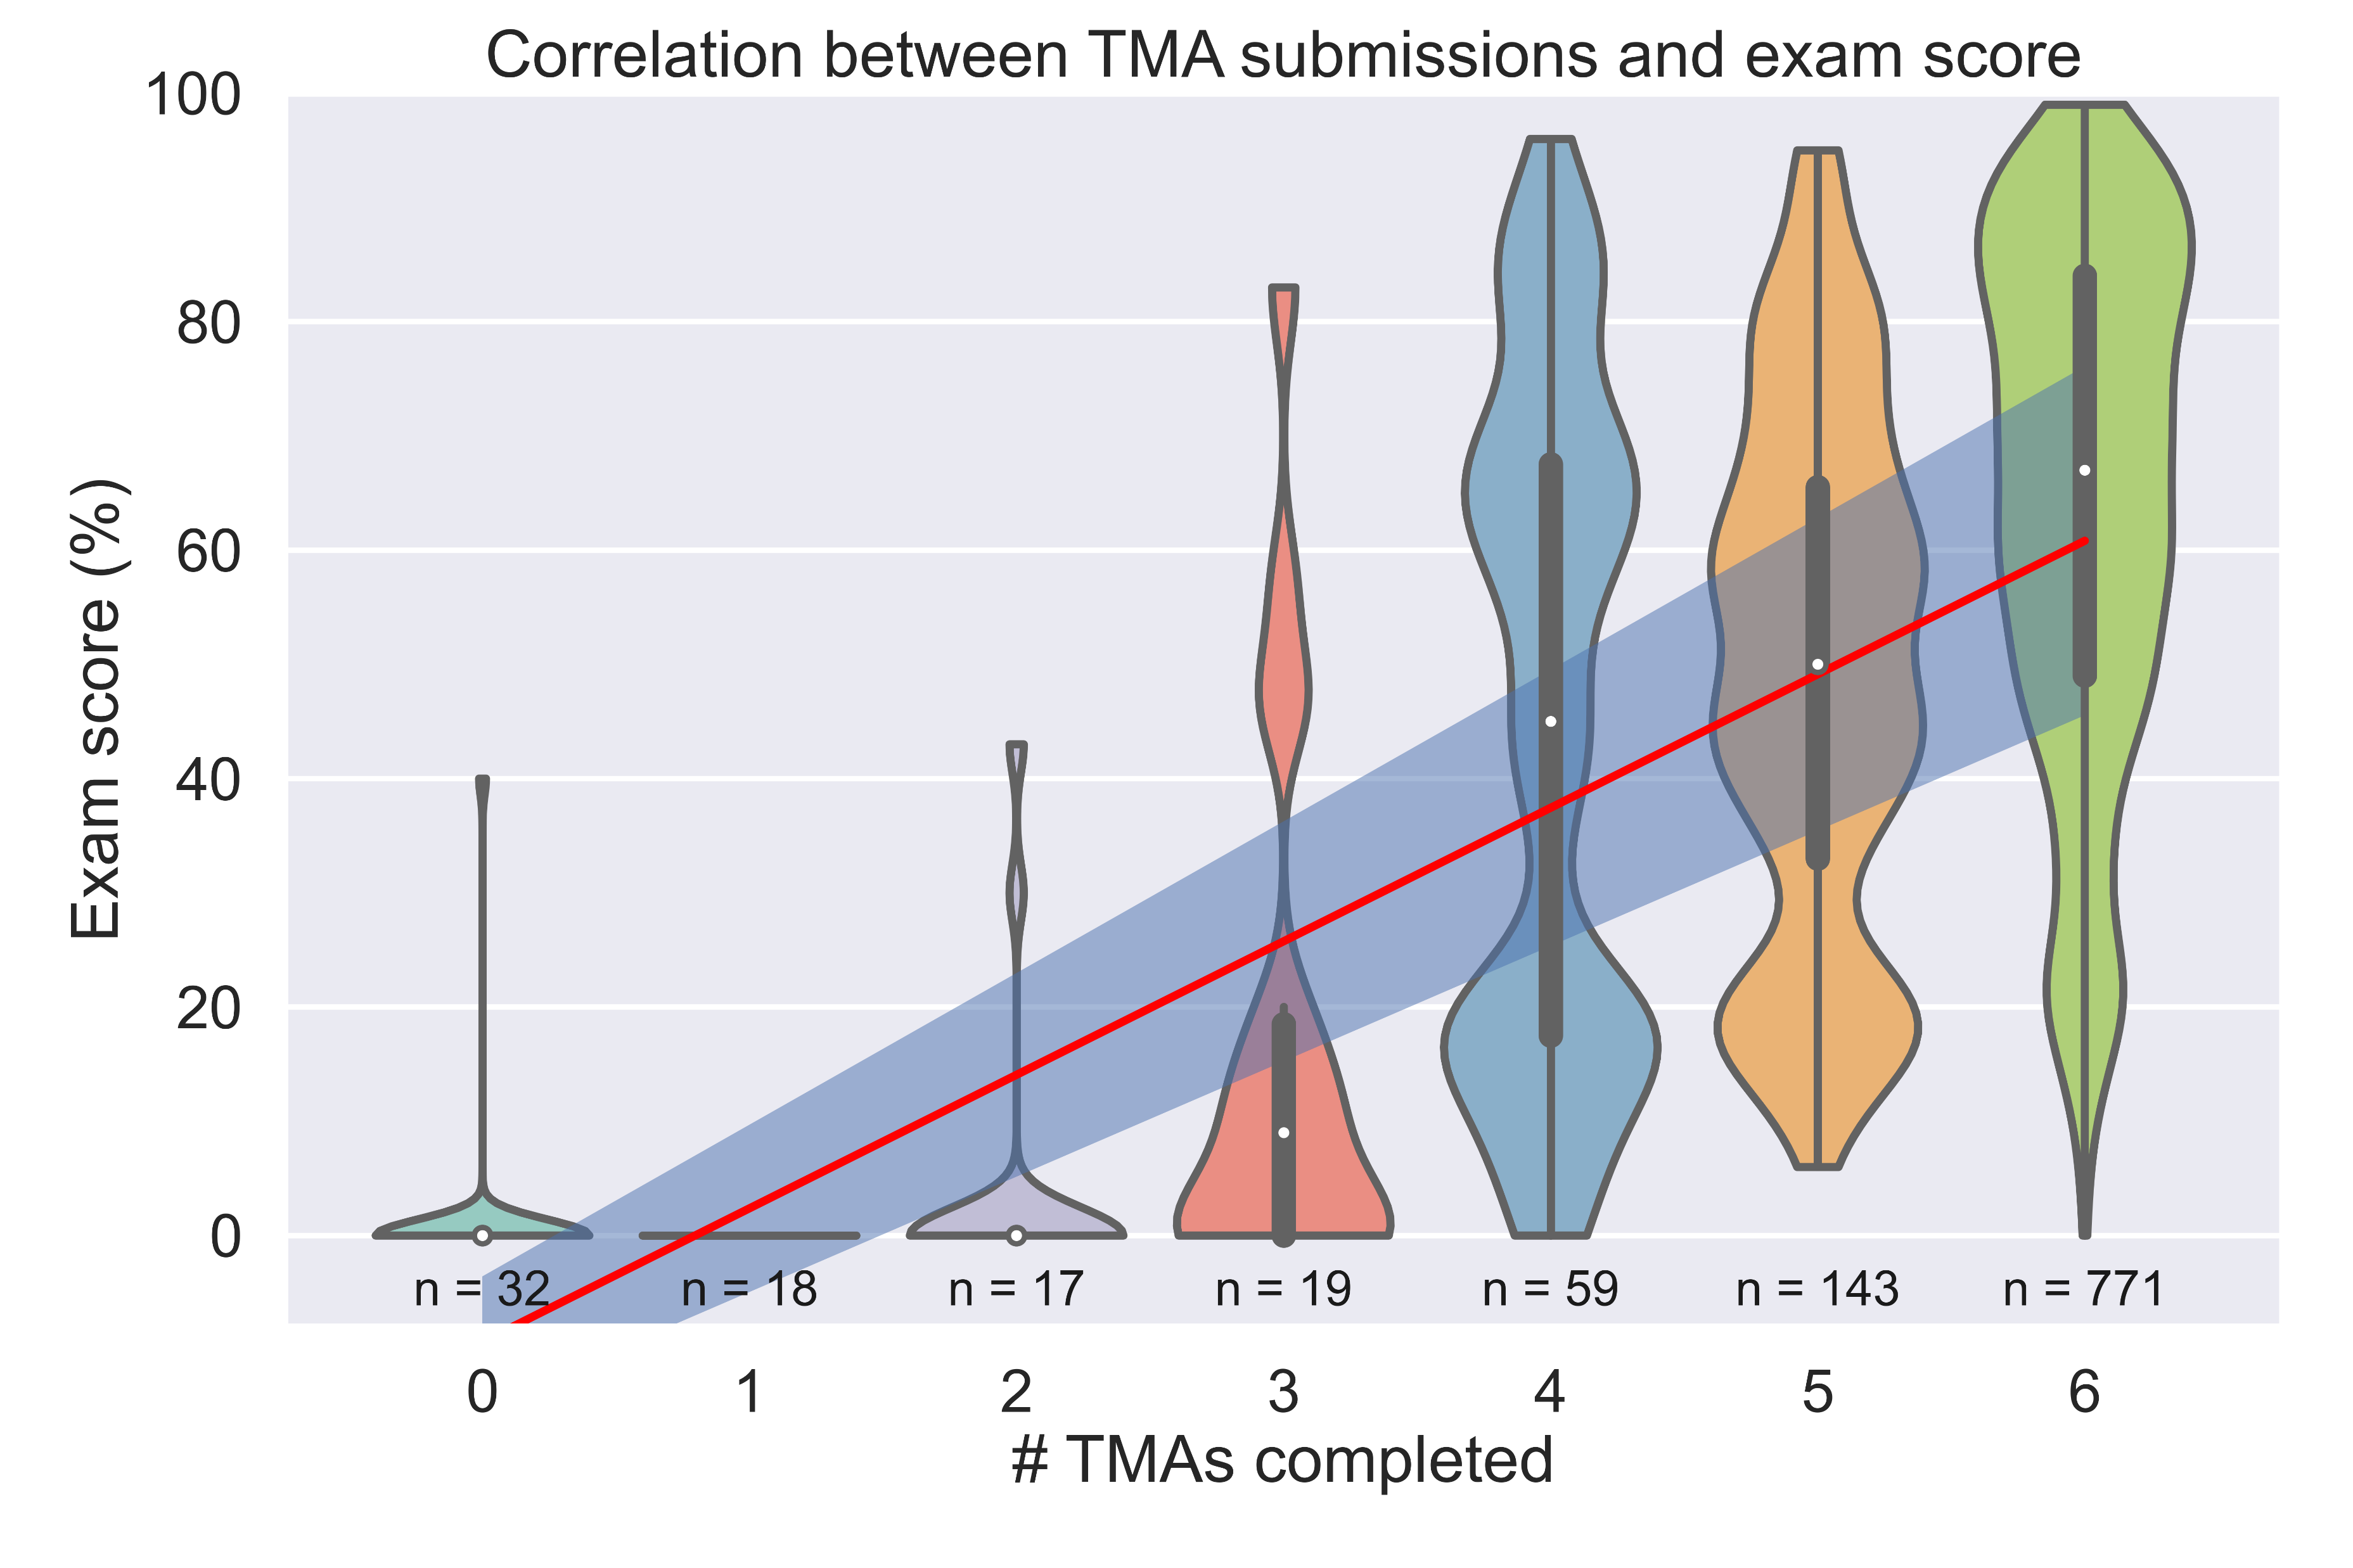 Correlation between TMA submissions and exam score
Exam score (%)
100
80
60
40
20
0
n = 32
n = 18
n = 17
n = 19
n = 59
n = 143
n = 771
0
1
2
3
4
5
6
# TMAs completed